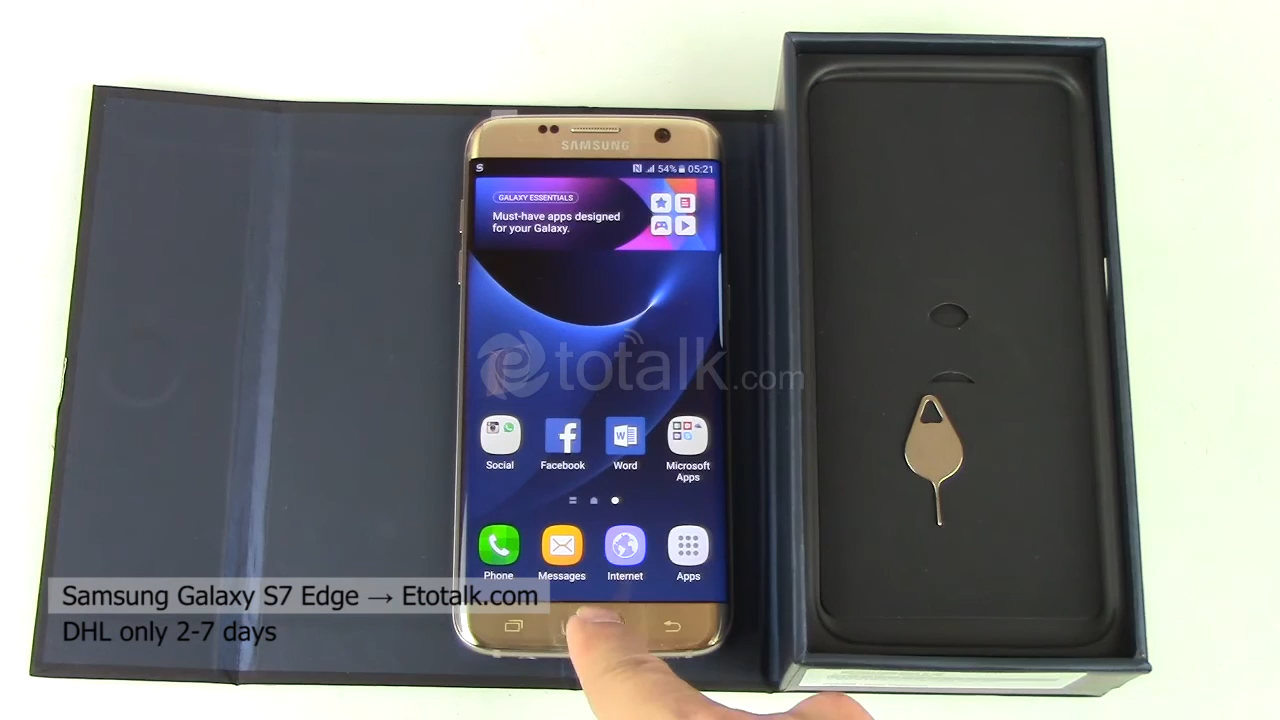 SAMSUNG
54% 05:21
GALAXY ESSENTIALS
Must-have apps designed
for your Galaxy.
etotalk.com
Social
Facebook
Word
Microsoft
Apps
Phone
Messages
Internet
Apps
Samsung Galaxy S7 Edge → Etotalk.com
DHL only 2-7 days